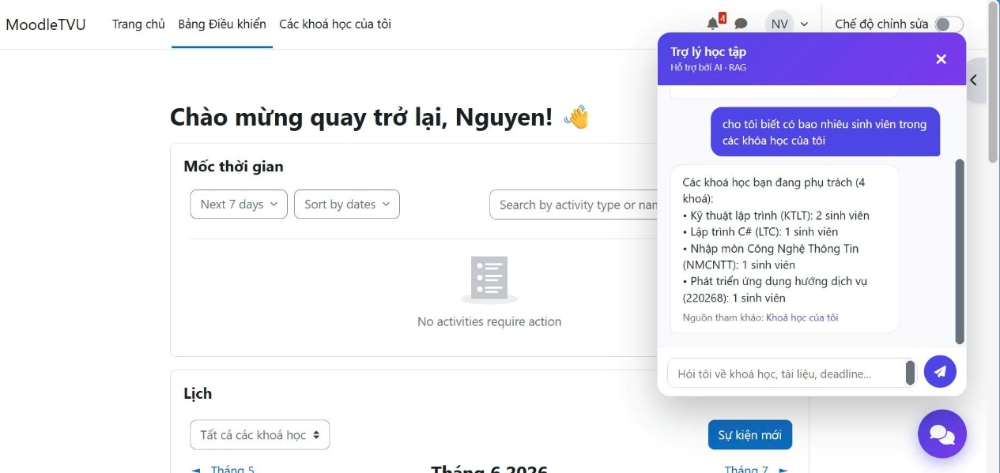 MoodleTVU
Trang chủ
Bảng Điều khiển
Các khoá học của tôi
4
NV
Chế độ chỉnh sửa
Chào mừng quay trở lại, Nguyen! 👋
Mốc thời gian
Next 7 days
Sort by dates
Search by activity type or nam
No activities require action
Lịch
Tất cả các khoá học
Sự kiện mới
◄ Tháng 5
Tháng 6 2026
Tháng 7 ►
Trợ lý học tập
Hỗ trợ bởi AI · RAG
cho tôi biết có bao nhiêu sinh viên trong
các khóa học của tôi
Các khoá học bạn đang phụ trách (4
khoá):
• Kỹ thuật lập trình (KTLT): 2 sinh viên
• Lập trình C# (LTC): 1 sinh viên
• Nhập môn Công Nghệ Thông Tin
(NMCNTT): 1 sinh viên
• Phát triển ứng dụng hướng dịch vụ
(220268): 1 sinh viên
Nguồn tham khảo: Khoá học của tôi
Hỏi tôi về khoá học, tài liệu, deadline...